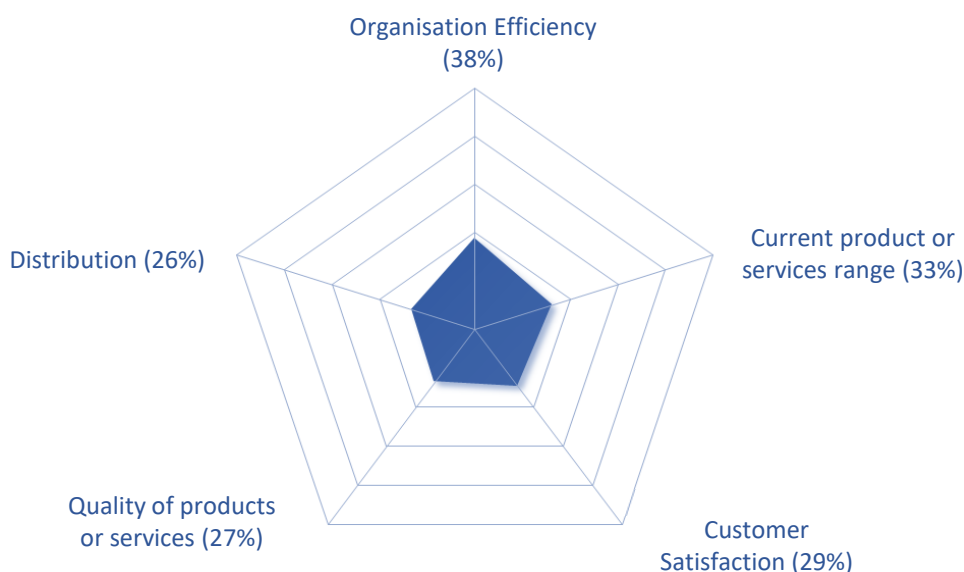 Organisation Efficiency
(38%)
Current product or
services range (33%)
Customer
Satisfaction (29%)
Quality of products
or services (27%)
Distribution (26%)